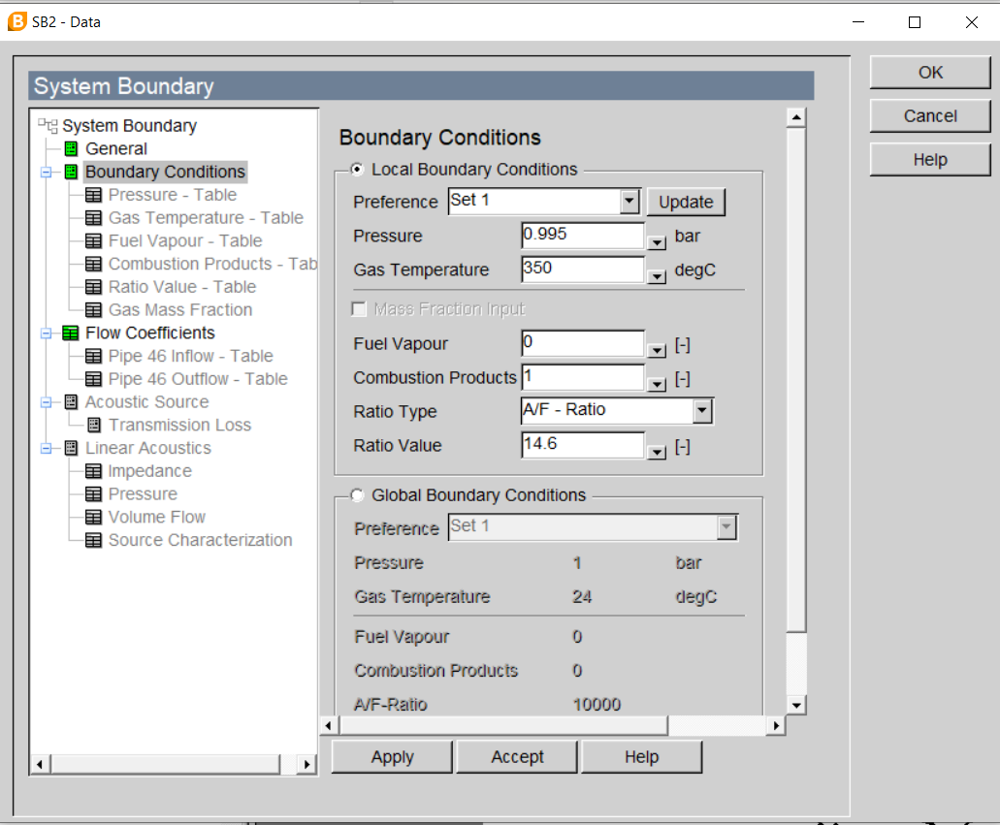 SB2 - Data
OK
Cancel
Help
System Boundary
System Boundary
General
Boundary Conditions
Pressure - Table
Gas Temperature - Table
Fuel Vapour - Table
Combustion Products - Tab
Ratio Value - Table
Gas Mass Fraction
Flow Coefficients
Pipe 46 Inflow - Table
Pipe 46 Outflow - Table
Acoustic Source
Transmission Loss
Linear Acoustics
Impedance
Pressure
Volume Flow
Source Characterization
Boundary Conditions
Local Boundary Conditions
Preference Set 1 Update
Pressure 0.995 bar
Gas Temperature 350 degC
Mass Fraction Input
Fuel Vapour 0 [-]
Combustion Products 1 [-]
Ratio Type A/F - Ratio
Ratio Value 14.6 [-]
Global Boundary Conditions
Preference Set 1
Pressure 1 bar
Gas Temperature 24 degC
Fuel Vapour 0
Combustion Products 0
A/F-Ratio 10000
Apply Accept Help